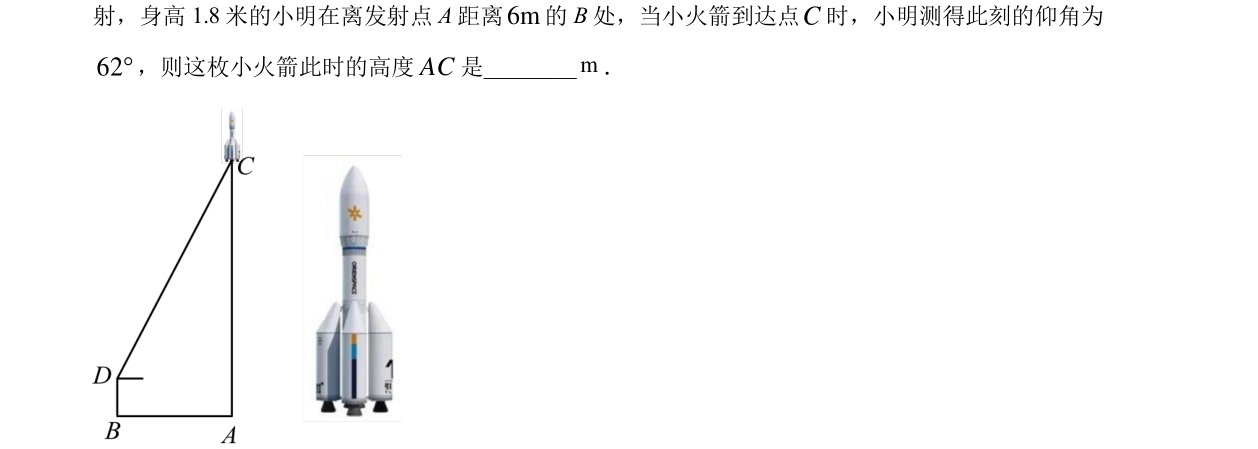 射，身高 1.8 米的小明在离发射点 A 距离 6m 的 B 处，当小火箭到达点 C 时，小明测得此刻的仰角为
62°，则这枚小火箭此时的高度 AC 是________m．
C
ORIENSPACE
D
B
A